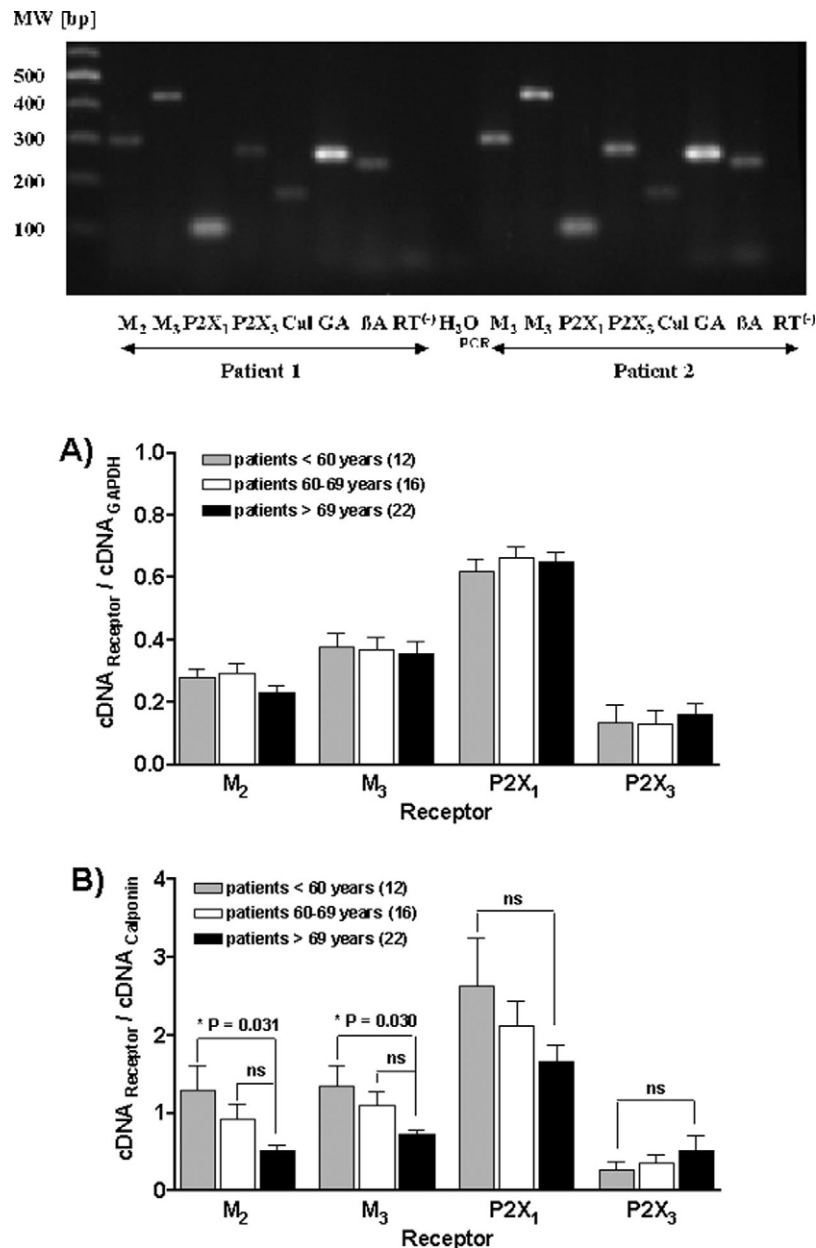 MW [bp]
500
400
300
200
100
M₂ M₃ P2X₁ P2X₃ Cal GA ßA RT⁽⁻⁾ H₂O M₂ M₃ P2X₁ P2X₃ Cal GA ßA RT⁽⁻⁾
PCR
Patient 1 Patient 2
A)
patients < 60 years (12)
patients 60-69 years (16)
patients > 69 years (22)
cDNA Receptor / cDNA GAPDH
1.0
0.8
0.6
0.4
0.2
0.0
M₂ M₃ P2X₁ P2X₃
Receptor
B)
patients < 60 years (12)
patients 60-69 years (16)
patients > 69 years (22)
cDNA Receptor / cDNA Calponin
4
3
2
1
0
* P = 0.031
ns
* P = 0.030
ns
ns
ns
M₂ M₃ P2X₁ P2X₃
Receptor